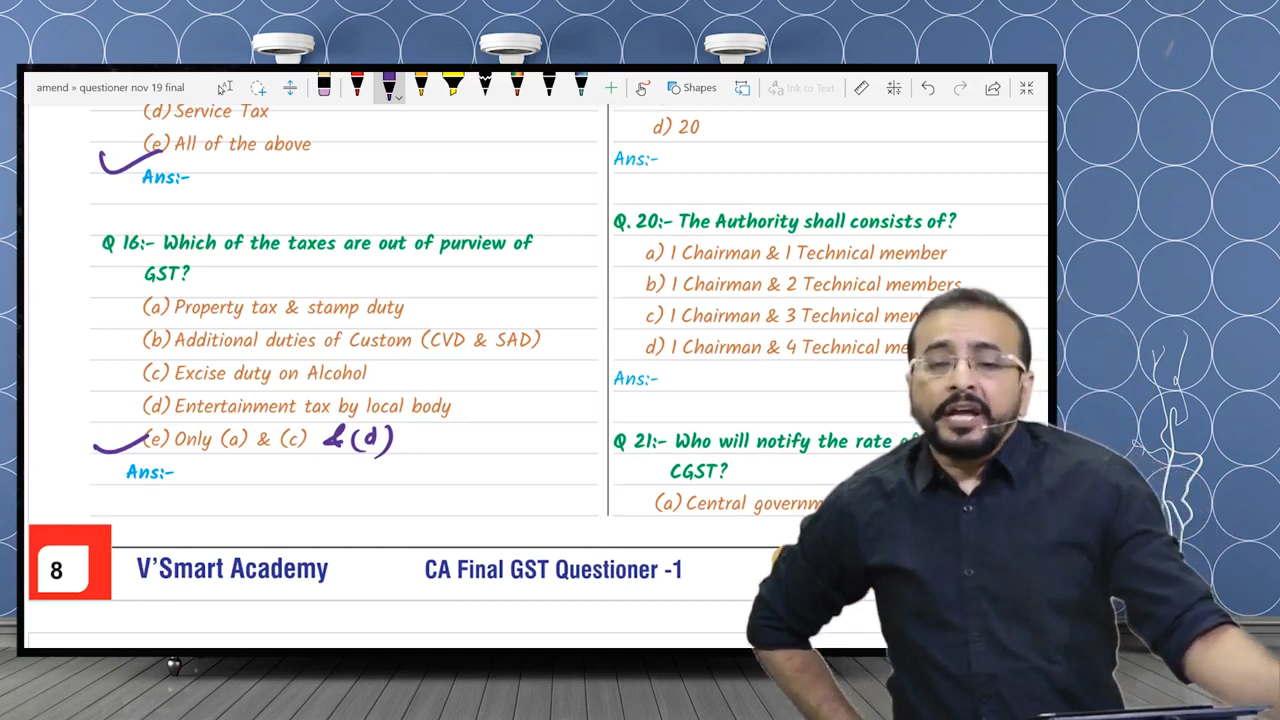 amend » questioner nov 19 final
Shapes
Ink to Text
(d) Service Tax
(e) All of the above
Ans:-
Q 16:- Which of the taxes are out of purview of
GST?
(a) Property tax & stamp duty
(b) Additional duties of Custom (CVD & SAD)
(c) Excise duty on Alcohol
(d) Entertainment tax by local body
(e) Only (a) & (c) & (d)
Ans:-
d) 20
Ans:-
Q. 20:- The Authority shall consists of?
a) 1 Chairman & 1 Technical member
b) 1 Chairman & 2 Technical members
c) 1 Chairman & 3 Technical
d) 1 Chairman & 4 Technical
Ans:-
Q 21:- Who will notify the rate
CGST?
(a) Central
8
V'Smart Academy
CA Final GST Questioner -1